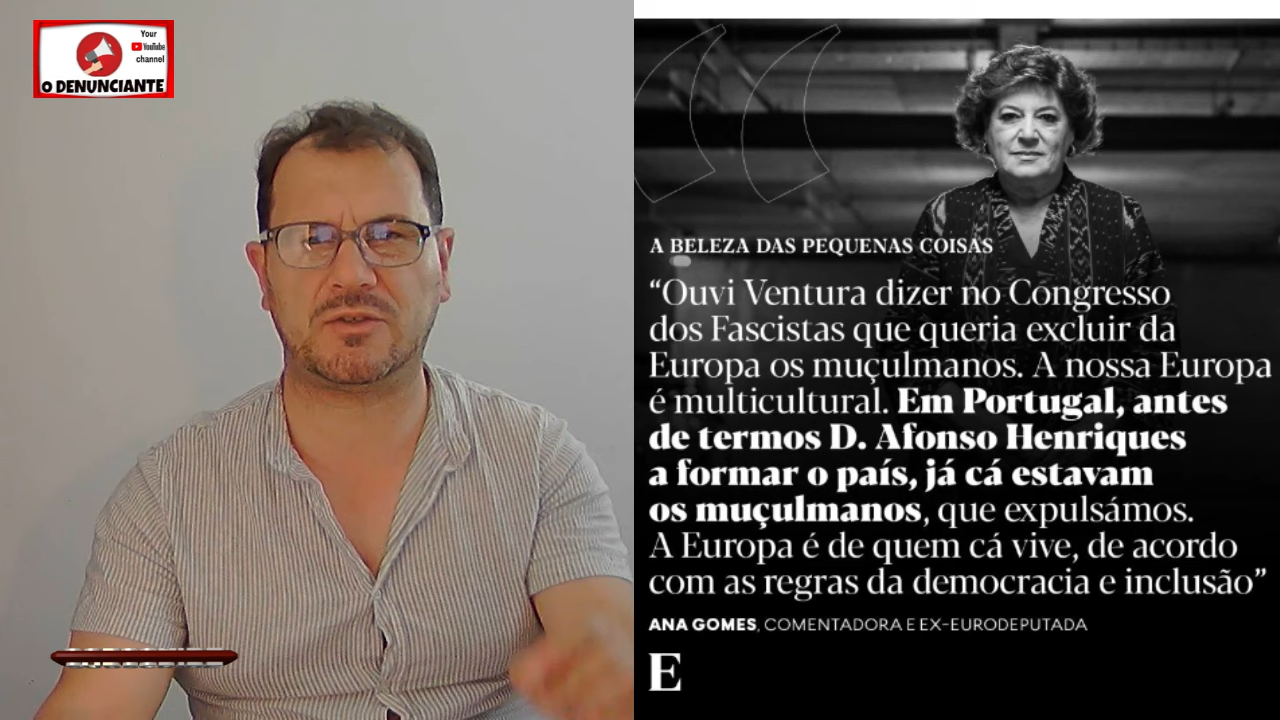 Your
YouTube
channel
O DENUNCIANTE
A BELEZA DAS PEQUENAS COISAS
“Ouvi Ventura dizer no Congresso
dos Fascistas que queria excluir da
Europa os muçulmanos. A nossa Europa
é multicultural. Em Portugal, antes
de termos D. Afonso Henriques
a formar o país, já cá estavam
os muçulmanos, que expulsámos.
A Europa é de quem cá vive, de acordo
com as regras da democracia e inclusão”
ANA GOMES, COMENTADORA E EX-EURODEPUTADA
E